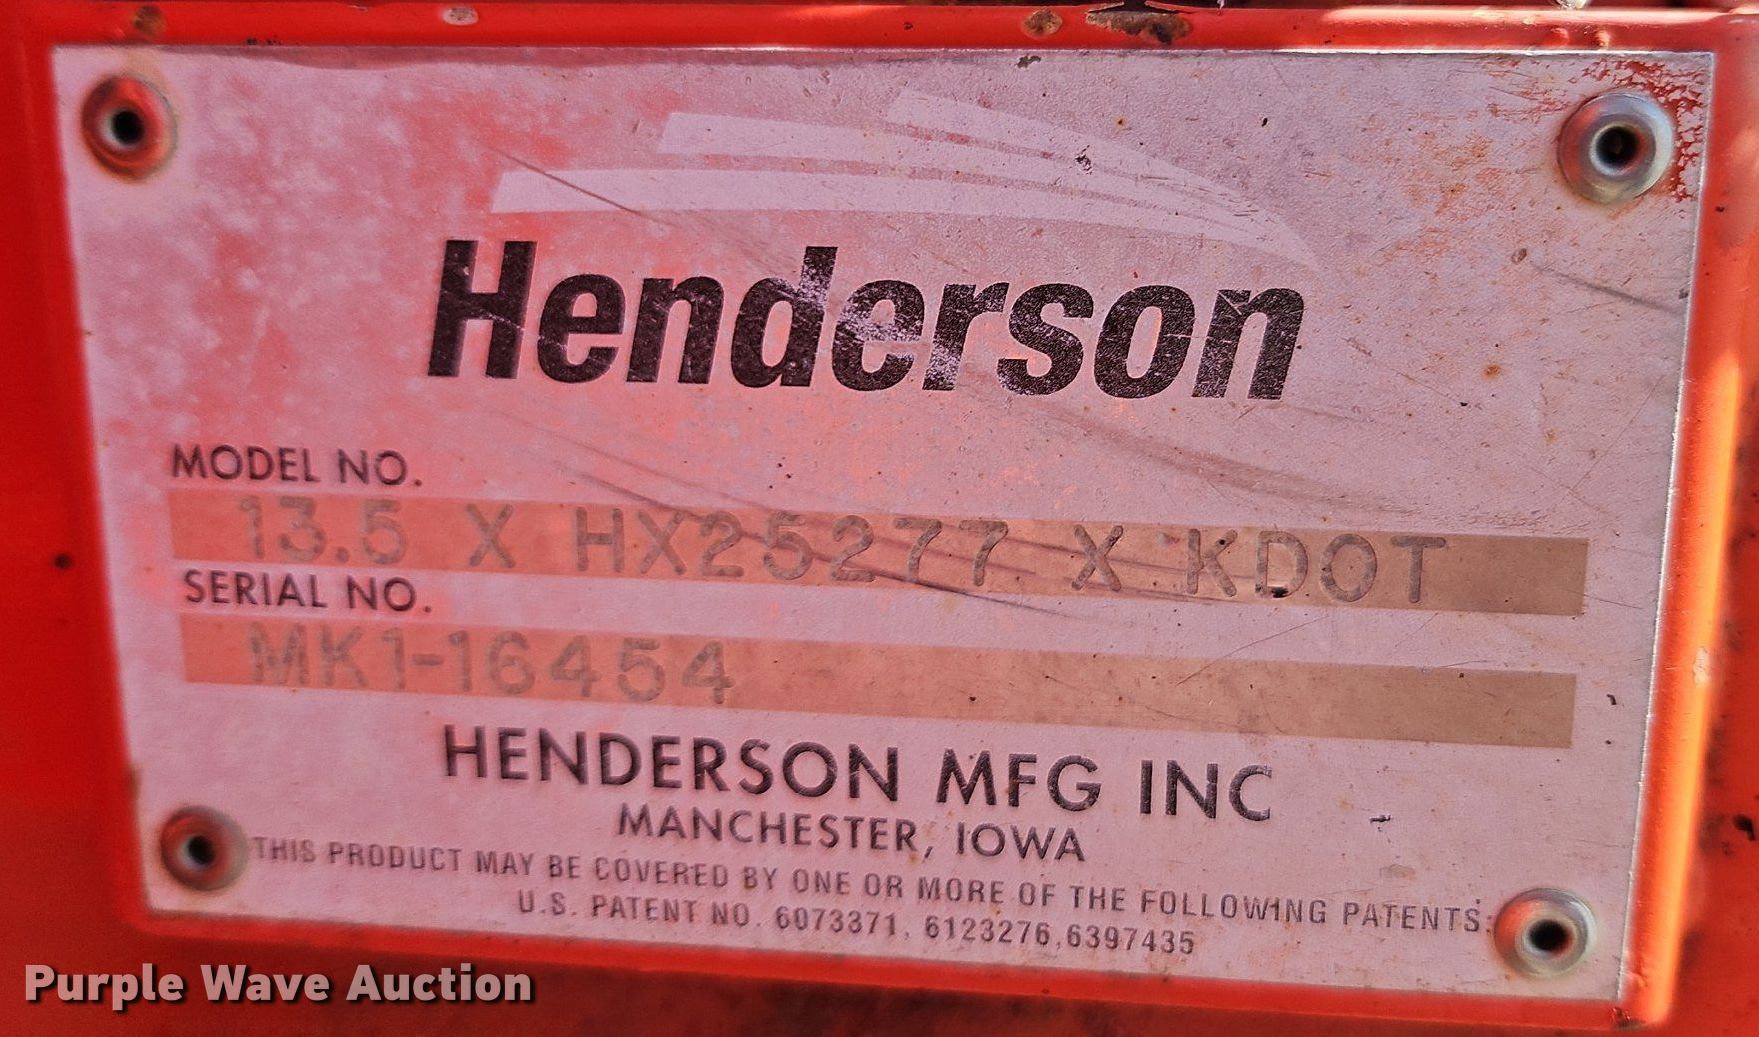 Henderson
MODEL NO.
13.5 X HX25277 X KDOT
SERIAL NO.
MK1-16454
HENDERSON MFG INC
MANCHESTER, IOWA
THIS PRODUCT MAY BE COVERED BY ONE OR MORE OF THE FOLLOWING PATENTS:
U.S. PATENT NO. 6073371, 6123276,6397435
Purple Wave Auction